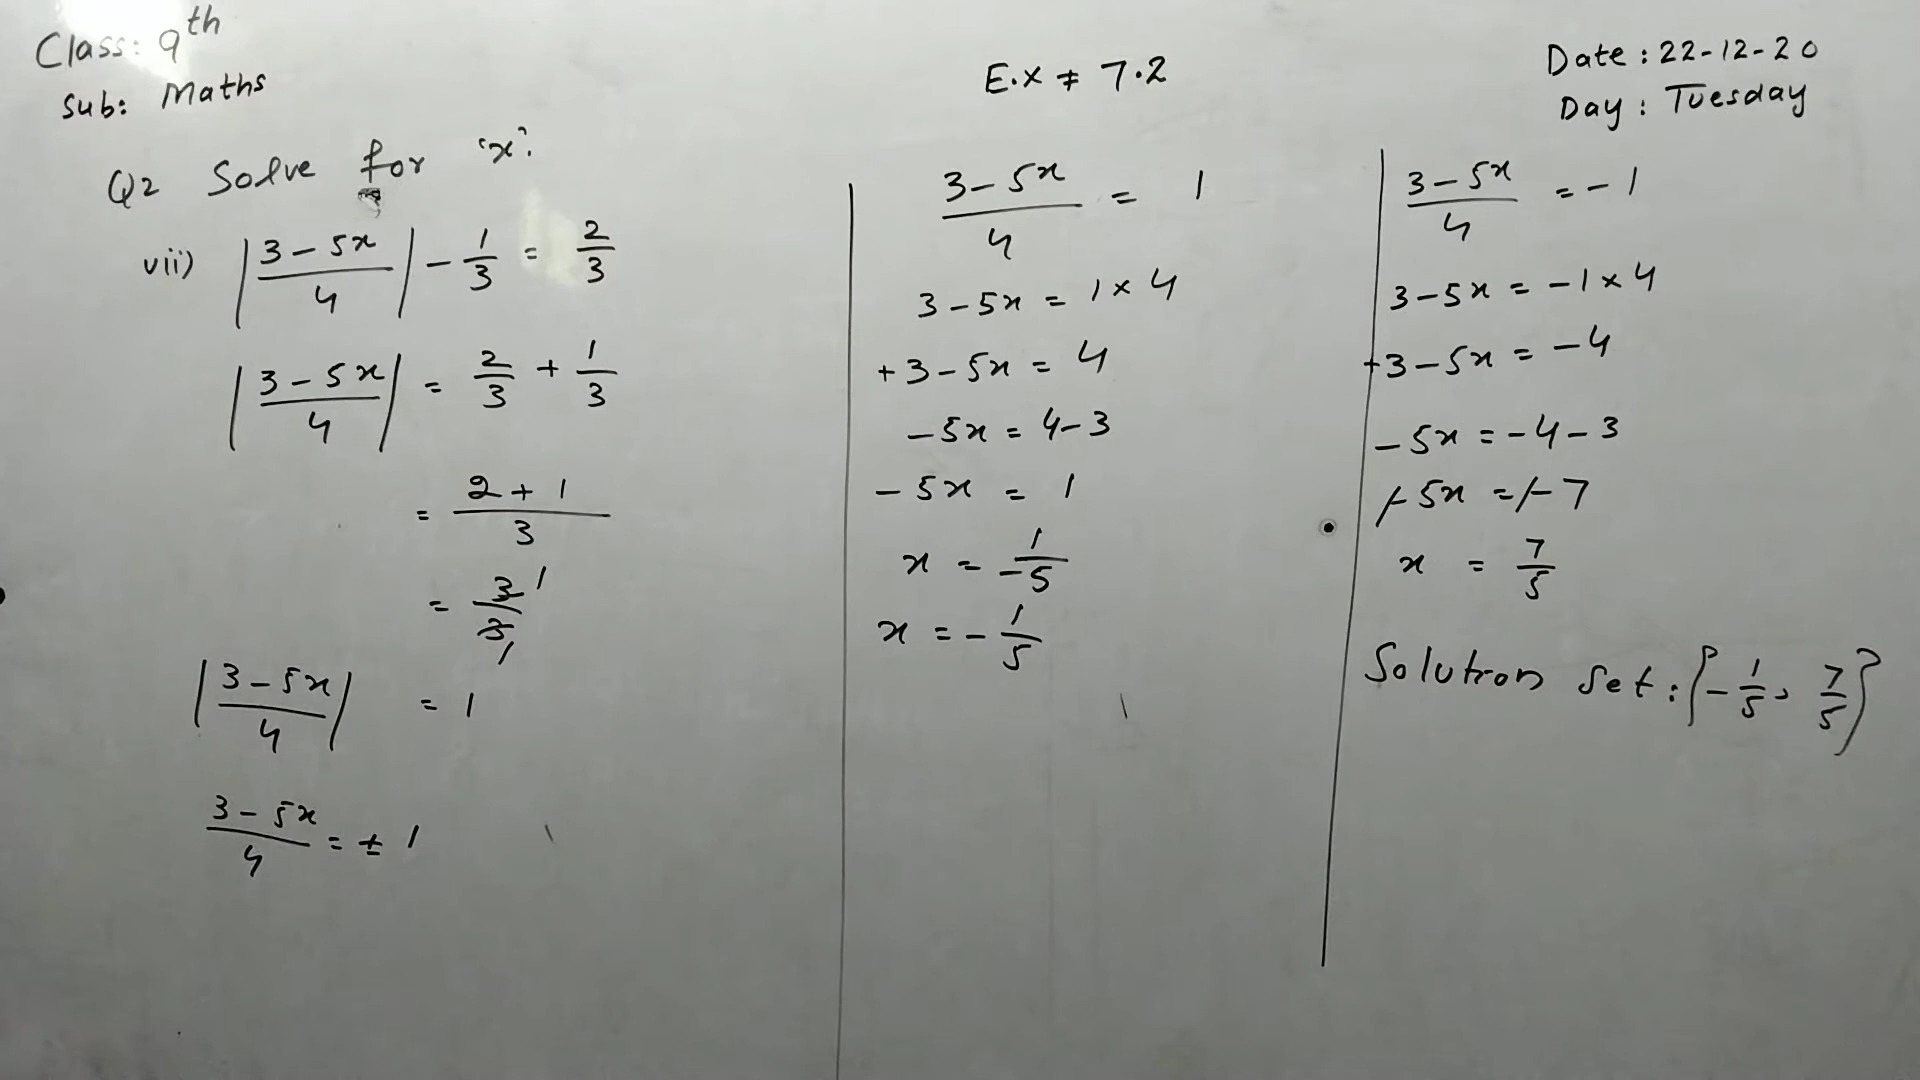 Class: 9th
Sub: Maths
E.x # 7.2
Date: 22-12-20
Day: Tuesday
Q2 Solve for 'x'.
vii) |(3-5x)/4| - 1/3 = 2/3
|(3-5x)/4| = 2/3 + 1/3
= (2+1)/3
= 3/3 1 1
|(3-5x)/4| = 1
(3-5x)/4 = ± 1
(3-5x)/4 = 1
3-5x = 1×4
+3-5x = 4
-5x = 4-3
-5x = 1
x = 1/-5
x = -1/5
(3-5x)/4 = -1
3-5x = -1×4
+3-5x = -4
-5x = -4-3
-5x = -7
x = 7/5
Solution Set: {-1/5, 7/5}